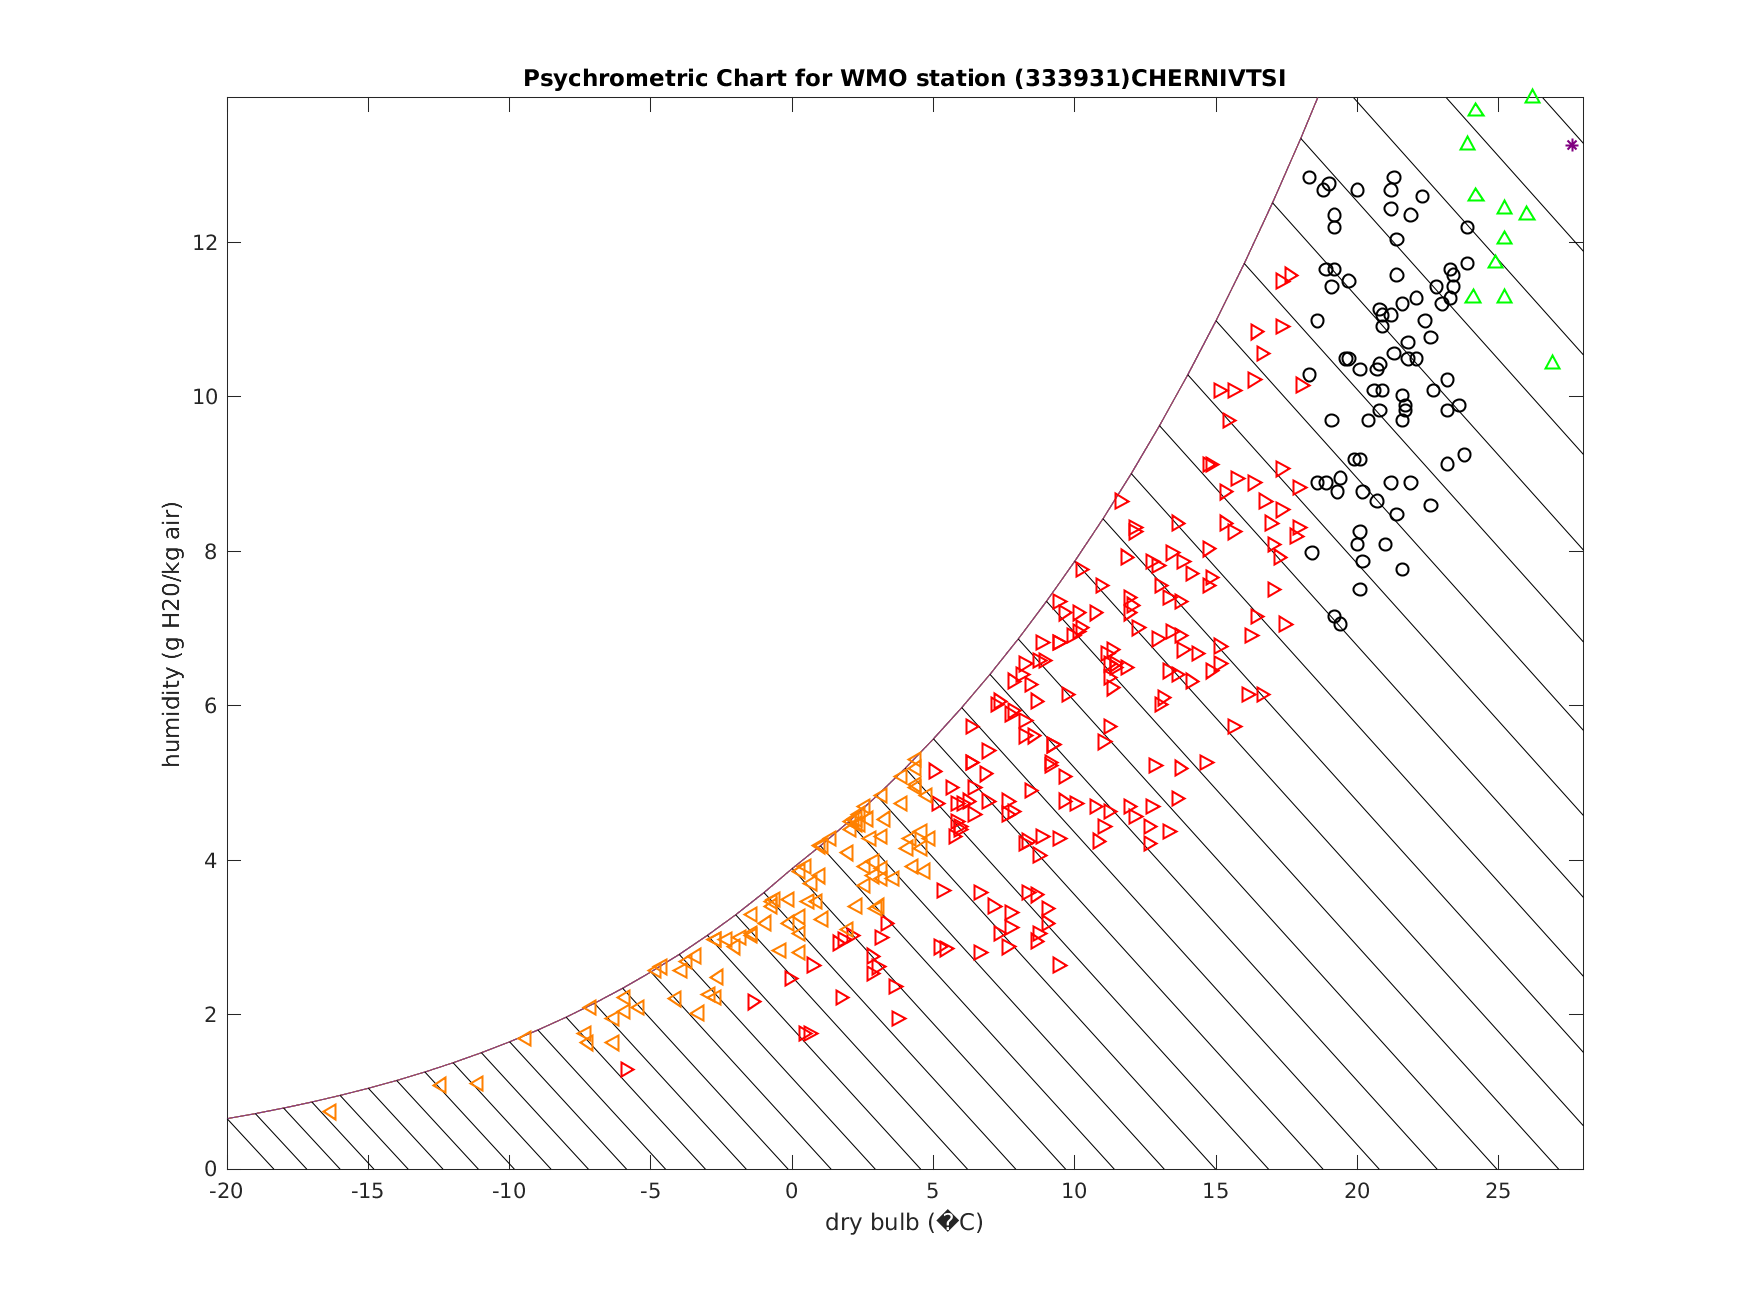 Psychrometric Chart for WMO station (333931)CHERNIVTSI
humidity (g H20/kg air)
12
10
8
6
4
2
0
-20 -15 -10 -5 0 5 10 15 20 25
dry bulb (�C)